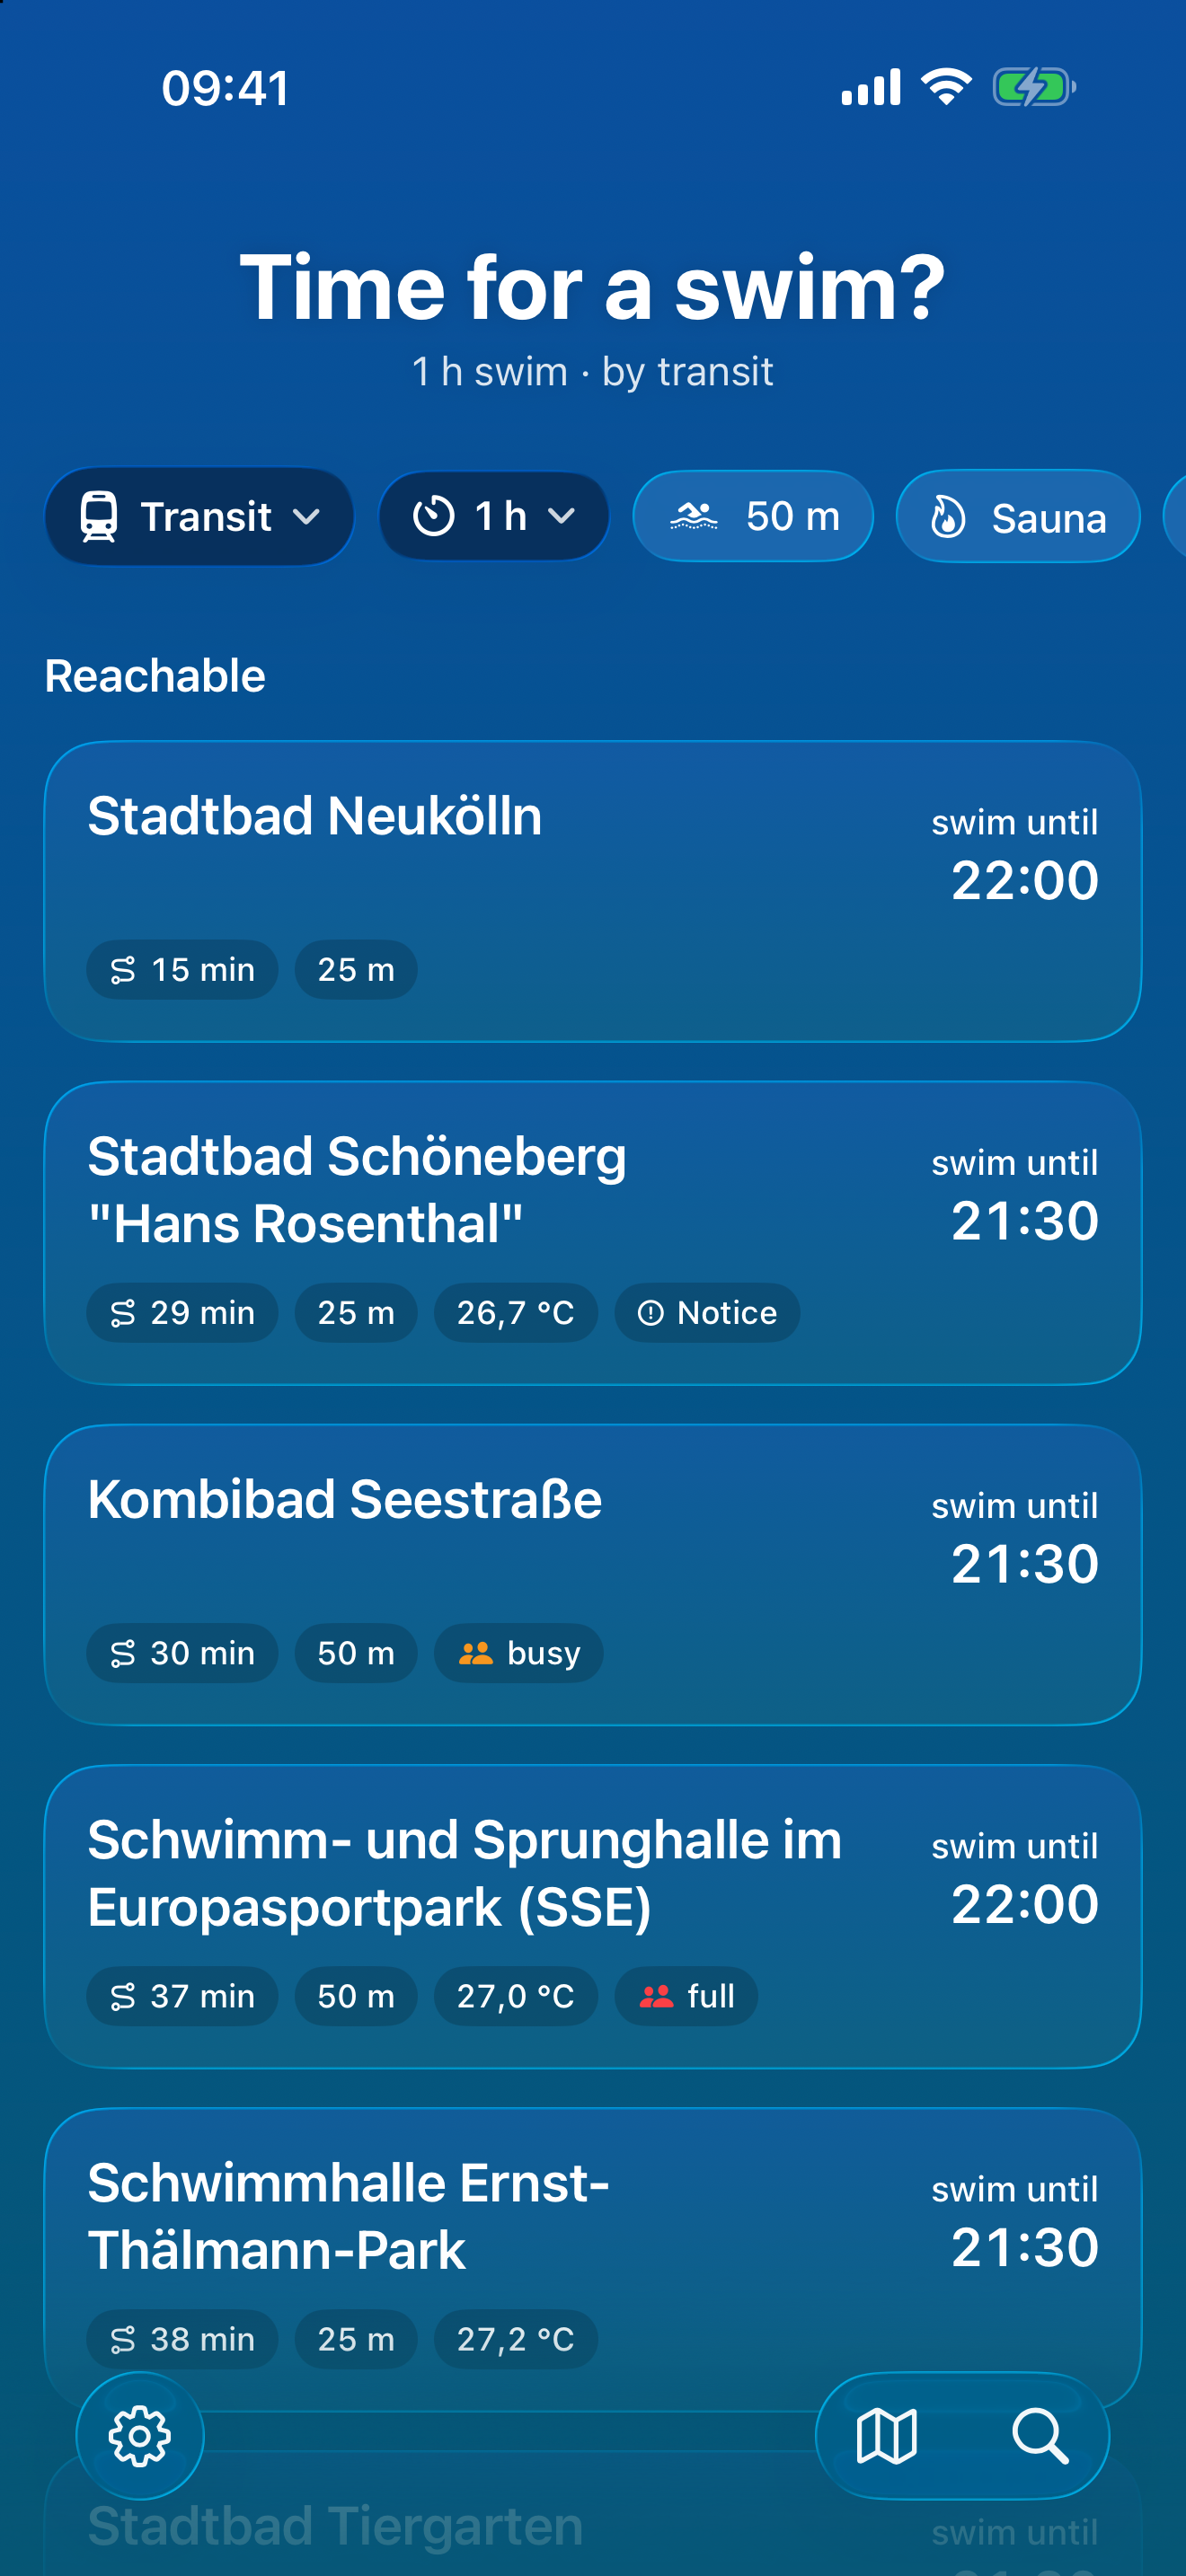 09:41
Time for a swim?
1 h swim · by transit
Transit
1 h
50 m
Sauna
Reachable
Stadtbad Neukölln
swim until
22:00
15 min
25 m
Stadtbad Schöneberg
"Hans Rosenthal"
swim until
21:30
29 min
25 m
26,7 °C
Notice
Kombibad Seestraße
swim until
21:30
30 min
50 m
busy
Schwimm- und Sprunghalle im
Europasportpark (SSE)
swim until
22:00
37 min
50 m
27,0 °C
full
Schwimmhalle Ernst-
Thälmann-Park
swim until
21:30
38 min
25 m
27,2 °C
Stadtbad Tiergarten
swim until